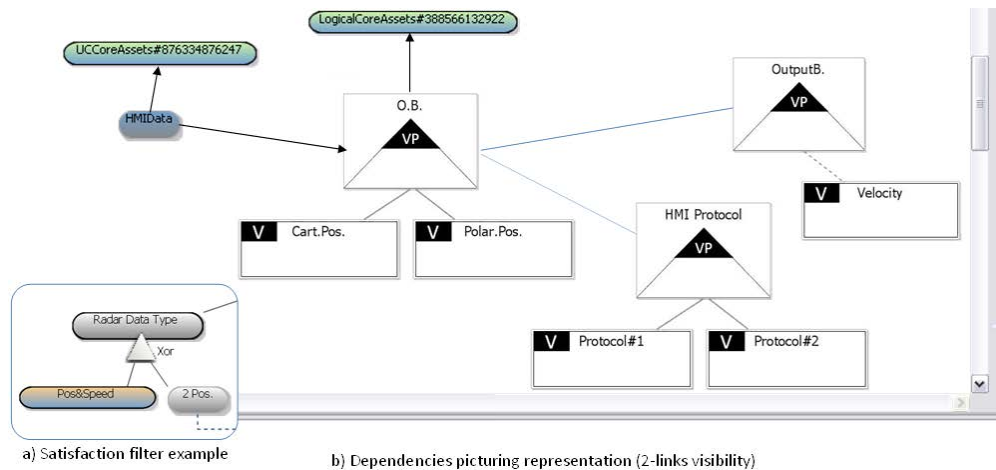 LogicalCoreAssets#388566132922
UCCoreAssets#876334876247
HMIData
O.B.
VP
OutputB.
VP
V Velocity
V Cart.Pos.
V Polar.Pos.
HMI Protocol
VP
V Protocol#1
V Protocol#2
Radar Data Type
Xor
Pos&Speed
2 Pos.
a) Satisfaction filter example
b) Dependencies picturing representation (2-links visibility)